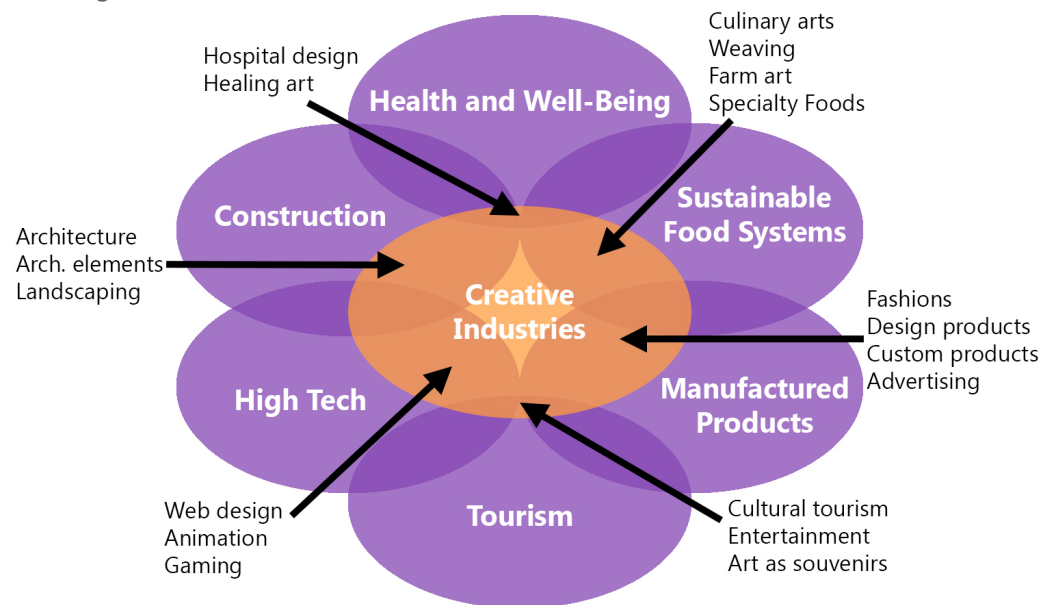 Hospital design
Healing art
Culinary arts
Weaving
Farm art
Specialty Foods
Health and Well-Being
Construction
Sustainable
Food Systems
Architecture
Arch. elements
Landscaping
Creative
Industries
Fashions
Design products
Custom products
Advertising
High Tech
Manufactured
Products
Web design
Animation
Gaming
Tourism
Cultural tourism
Entertainment
Art as souvenirs